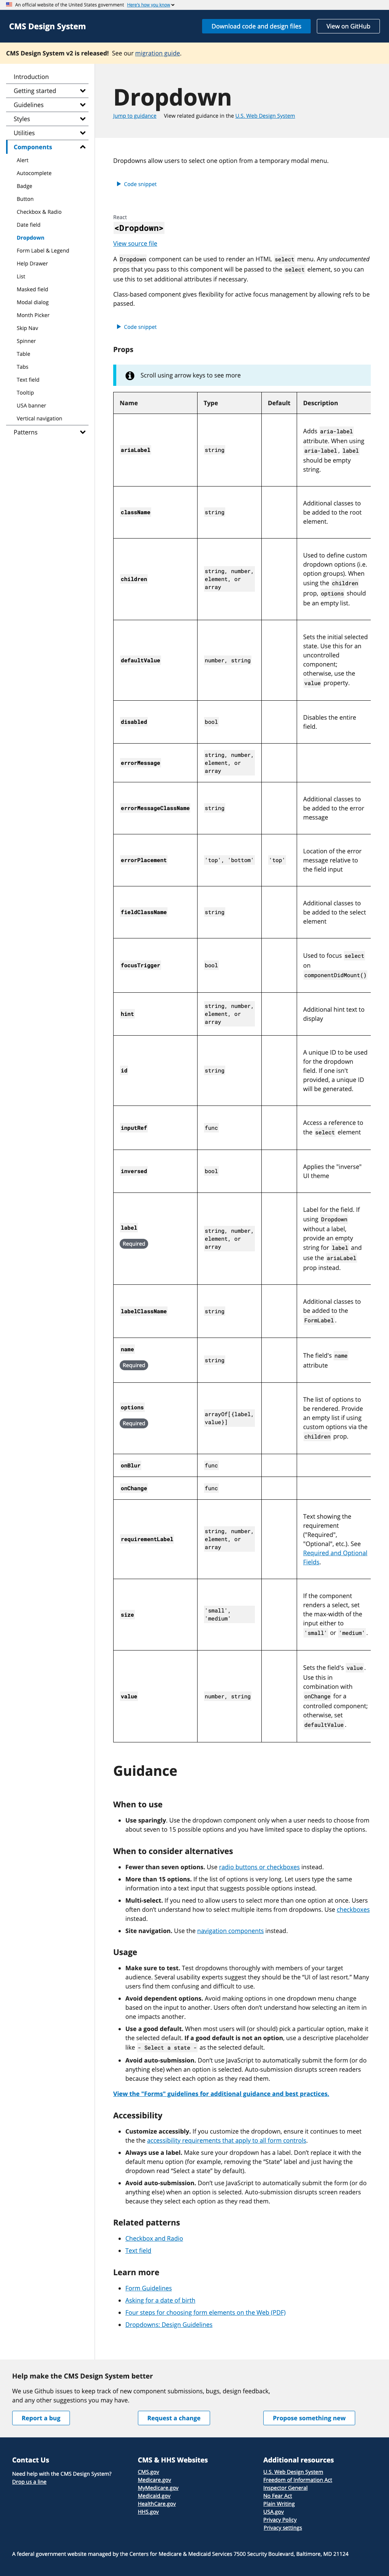 An official website of the United States government Here's how you know
CMS Design System
Download code and design files
View on GitHub
CMS Design System v2 is released! See our migration guide.
Introduction
Getting started
Guidelines
Styles
Utilities
Components
Alert
Autocomplete
Badge
Button
Checkbox & Radio
Date field
Dropdown
Form Label & Legend
Help Drawer
List
Masked field
Modal dialog
Month Picker
Skip Nav
Spinner
Table
Tabs
Text field
Tooltip
USA banner
Vertical navigation
Patterns
Dropdown
Jump to guidance View related guidance in the U.S. Web Design System
Dropdowns allow users to select one option from a temporary modal menu.
Code snippet
React
<Dropdown>
View source file
A Dropdown component can be used to render an HTML select menu. Any undocumented
props that you pass to this component will be passed to the select element, so you can
use this to set additional attributes if necessary.
Class-based component gives flexibility for active focus management by allowing refs to be
passed.
Code snippet
Props
Scroll using arrow keys to see more
Name Type Default Description
ariaLabel string Adds aria-label
attribute. When using
aria-label, label
should be empty
string.
className string Additional classes to
be added to the root
element.
children string, number,
element, or
array
Used to define custom
dropdown options (i.e.
option groups). When
using the children
prop, options should
be an empty list.
defaultValue number, string
Sets the initial selected
state. Use this for an
uncontrolled
component;
otherwise, use the
value property.
disabled bool Disables the entire
field.
errorMessage string, number,
element, or
array
errorMessageClassName string Additional classes to
be added to the error
message
errorPlacement 'top', 'bottom' 'top' Location of the error
message relative to
the field input
fieldClassName string Additional classes to
be added to the select
element
focusTrigger bool Used to focus select
on
componentDidMount()
hint string, number,
element, or
array
Additional hint text to
display
id string A unique ID to be used
for the dropdown
field. If one isn't
provided, a unique ID
will be generated.
inputRef func Access a reference to
the select element
inversed bool Applies the "inverse"
UI theme
label
Required
string, number,
element, or
array
Label for the field. If
using Dropdown
without a label,
provide an empty
string for label and
use the ariaLabel
prop instead.
labelClassName string Additional classes to
be added to the
FormLabel.
name
Required
string
The field's name
attribute
options
Required
arrayOf[{label,
value}]
The list of options to
be rendered. Provide
an empty list if using
custom options via the
children prop.
onBlur func
onChange func
requirementLabel string, number,
element, or
array
Text showing the
requirement
("Required",
"Optional", etc.). See
Required and Optional
Fields.
size 'small',
'medium'
If the component
renders a select, set
the max-width of the
input either to
'small' or 'medium'.
value number, string
Sets the field's value.
Use this in
combination with
onChange for a
controlled component;
otherwise, set
defaultValue.
Guidance
When to use
Use sparingly. Use the dropdown component only when a user needs to choose from
about seven to 15 possible options and you have limited space to display the options.
When to consider alternatives
Fewer than seven options. Use radio buttons or checkboxes instead.
More than 15 options. If the list of options is very long. Let users type the same
information into a text input that suggests possible options instead.
Multi-select. If you need to allow users to select more than one option at once. Users
often don't understand how to select multiple items from dropdowns. Use checkboxes
instead.
Site navigation. Use the navigation components instead.
Usage
Make sure to test. Test dropdowns thoroughly with members of your target
audience. Several usability experts suggest they should be the "UI of last resort." Many
users find them confusing and difficult to use.
Avoid dependent options. Avoid making options in one dropdown menu change
based on the input to another. Users often don't understand how selecting an item in
one impacts another.
Use a good default. When most users will (or should) pick a particular option, make it
the selected default. If a good default is not an option, use a descriptive placeholder
like - Select a state - as the selected default.
Avoid auto-submission. Don't use JavaScript to automatically submit the form (or do
anything else) when an option is selected. Auto-submission disrupts screen readers
because they select each option as they read them.
View the "Forms" guidelines for additional guidance and best practices.
Accessibility
Customize accessibly. If you customize the dropdown, ensure it continues to meet
the the accessibility requirements that apply to all form controls.
Always use a label. Make sure your dropdown has a label. Don't replace it with the
default menu option (for example, removing the "State" label and just having the
dropdown read "Select a state" by default).
Avoid auto-submission. Don't use JavaScript to automatically submit the form (or do
anything else) when an option is selected. Auto-submission disrupts screen readers
because they select each option as they read them.
Related patterns
Checkbox and Radio
Text field
Learn more
Form Guidelines
Asking for a date of birth
Four steps for choosing form elements on the Web (PDF)
Dropdowns: Design Guidelines
Help make the CMS Design System better
We use Github issues to keep track of new component submissions, bugs, design feedback,
and any other suggestions you may have.
Report a bug
Request a change
Propose something new
Contact Us
Need help with the CMS Design System?
Drop us a line
CMS & HHS Websites
CMS.gov
Medicare.gov
MyMedicare.gov
Medicaid.gov
HealthCare.gov
HHS.gov
Additional resources
U.S. Web Design System
Freedom of Information Act
Inspector General
No Fear Act
Plain Writing
USA.gov
Privacy Policy
Privacy settings
A federal government website managed by the Centers for Medicare & Medicaid Services 7500 Security Boulevard, Baltimore, MD 21124